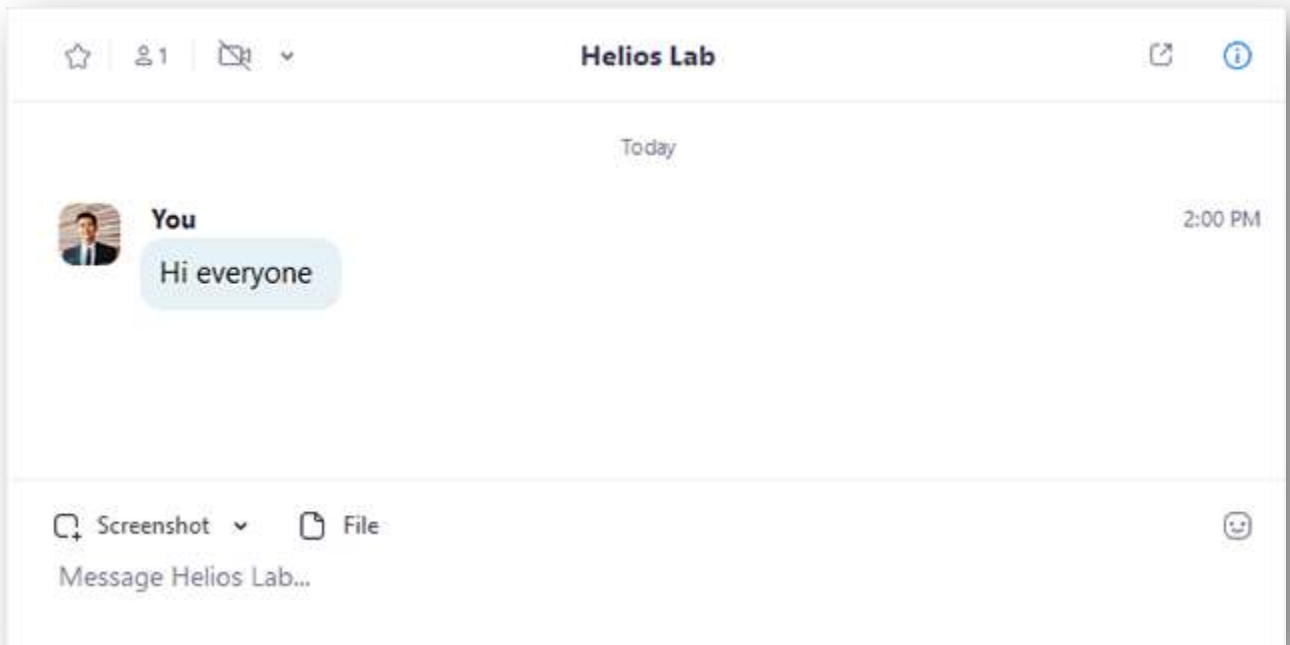 1
Helios Lab
Today
You
2:00 PM
Hi everyone
Screenshot
File
Message Helios Lab...